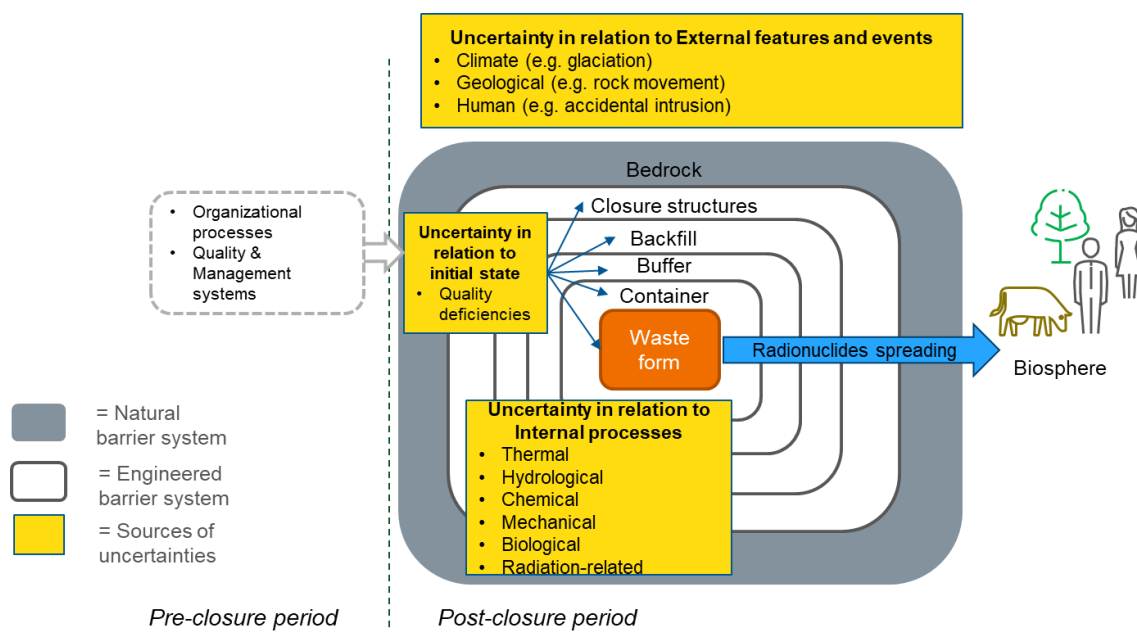 Uncertainty in relation to External features and events
• Climate (e.g. glaciation)
• Geological (e.g. rock movement)
• Human (e.g. accidental intrusion)
Bedrock
• Organizational
processes
• Quality &
Management
systems
Uncertainty in
relation to
initial state
• Quality
deficiencies
Closure structures
Backfill
Buffer
Container
Waste
form
Radionuclides spreading
Biosphere
Uncertainty in relation to
Internal processes
• Thermal
• Hydrological
• Chemical
• Mechanical
• Biological
• Radiation-related
= Natural
barrier system
= Engineered
barrier system
= Sources of
uncertainties
Pre-closure period
Post-closure period